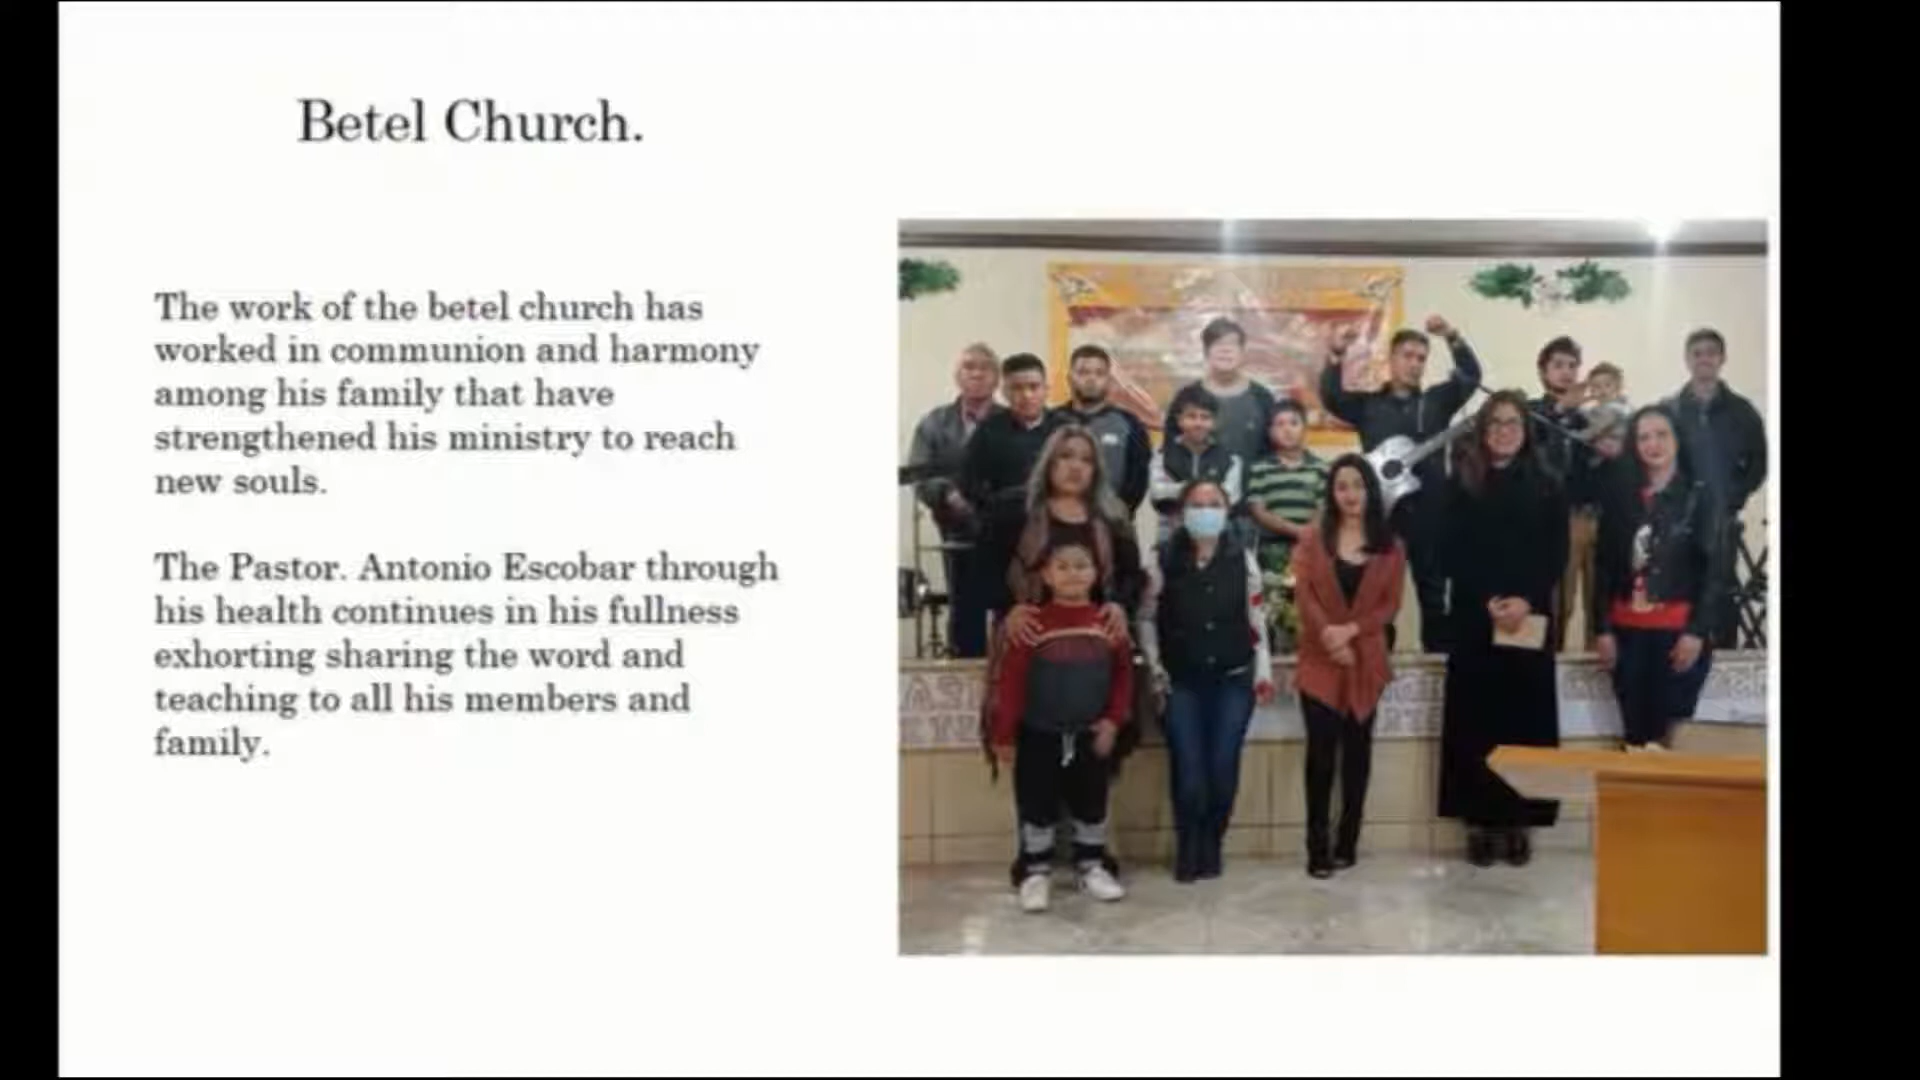 Betel Church.
The work of the betel church has
worked in communion and harmony
among his family that have
strengthened his ministry to reach
new souls.
The Pastor. Antonio Escobar through
his health continues in his fullness
exhorting sharing the word and
teaching to all his members and
family.